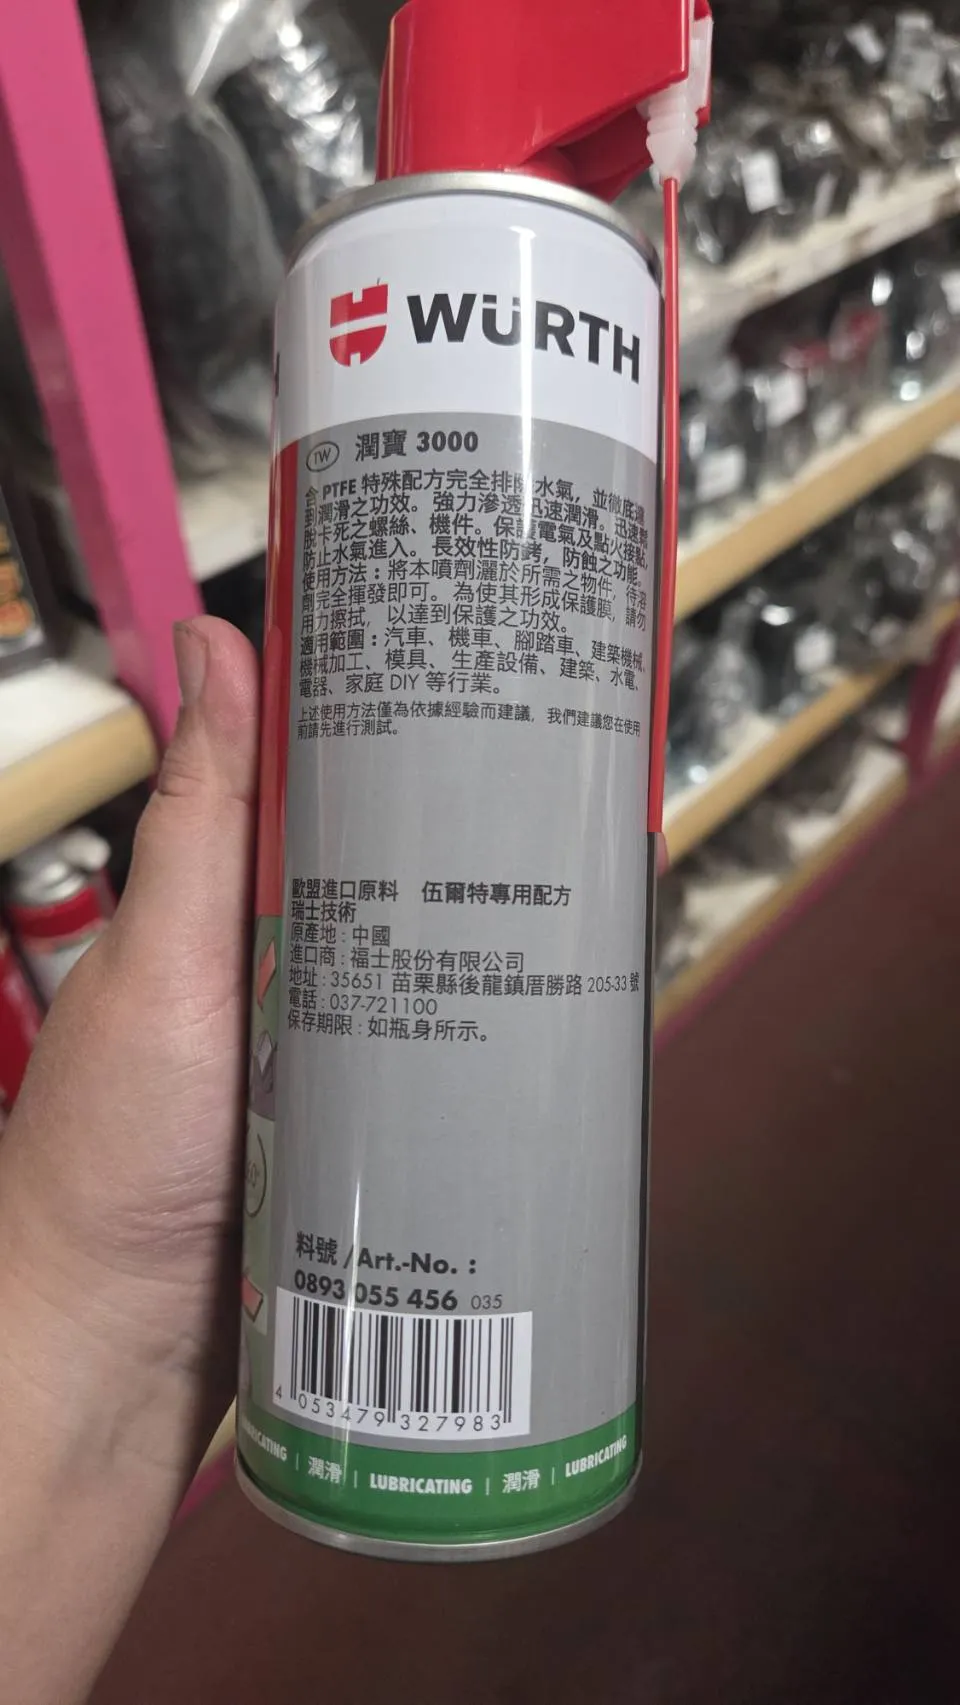 WÜRTH
TW 潤寶 3000
含 PTFE 特殊配方完全排除水氣，並徹底達
到潤滑之功效。強力滲透迅速潤滑。迅速鬆
脫卡死之螺絲、機件。保護電氣及點火接點，
防止水氣進入。長效性防銹，防蝕之功能。
使用方法：將本噴劑灑於所需之物件，待溶
劑完全揮發即可。為使其形成保護膜，請勿
用力擦拭，以達到保護之功效。
適用範圍：汽車、機車、腳踏車、建築機械、
機械加工、模具、生產設備、建築、水電、
電器、家庭 DIY 等行業。
上述使用方法僅為依據經驗而建議，我們建議您在使用
前請先進行測試。
歐盟進口原料 伍爾特專用配方
瑞士技術
原產地：中國
進口商：福士股份有限公司
地址：35651 苗栗縣後龍鎮厝勝路 205-33 號
電話：037-721100
保存期限：如瓶身所示。
料號 /Art.-No. :
0893 055 456 035
4 053479 327983
LUBRICATING | 潤滑 | LUBRICATING | 潤滑 | LUBRICATING